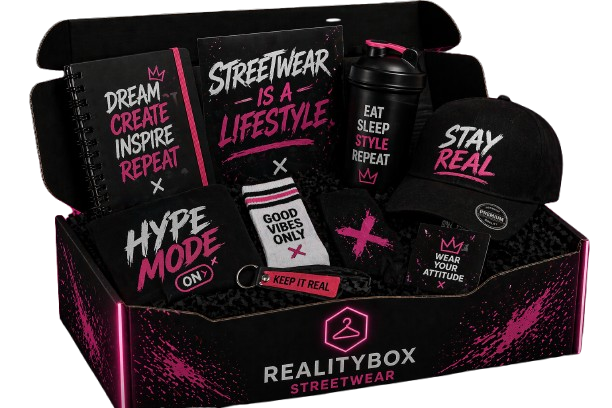 DREAM
CREATE
INSPIRE
REPEAT
STREETWEAR
IS A
LIFESTYLE
EAT
SLEEP
STYLE
REPEAT
STAY
REAL
PREMIUM
HYPE
MODE
ON
GOOD
VIBES
ONLY
WEAR
YOUR
ATTITUDE
KEEP IT REAL
REALITYBOX
STREETWEAR